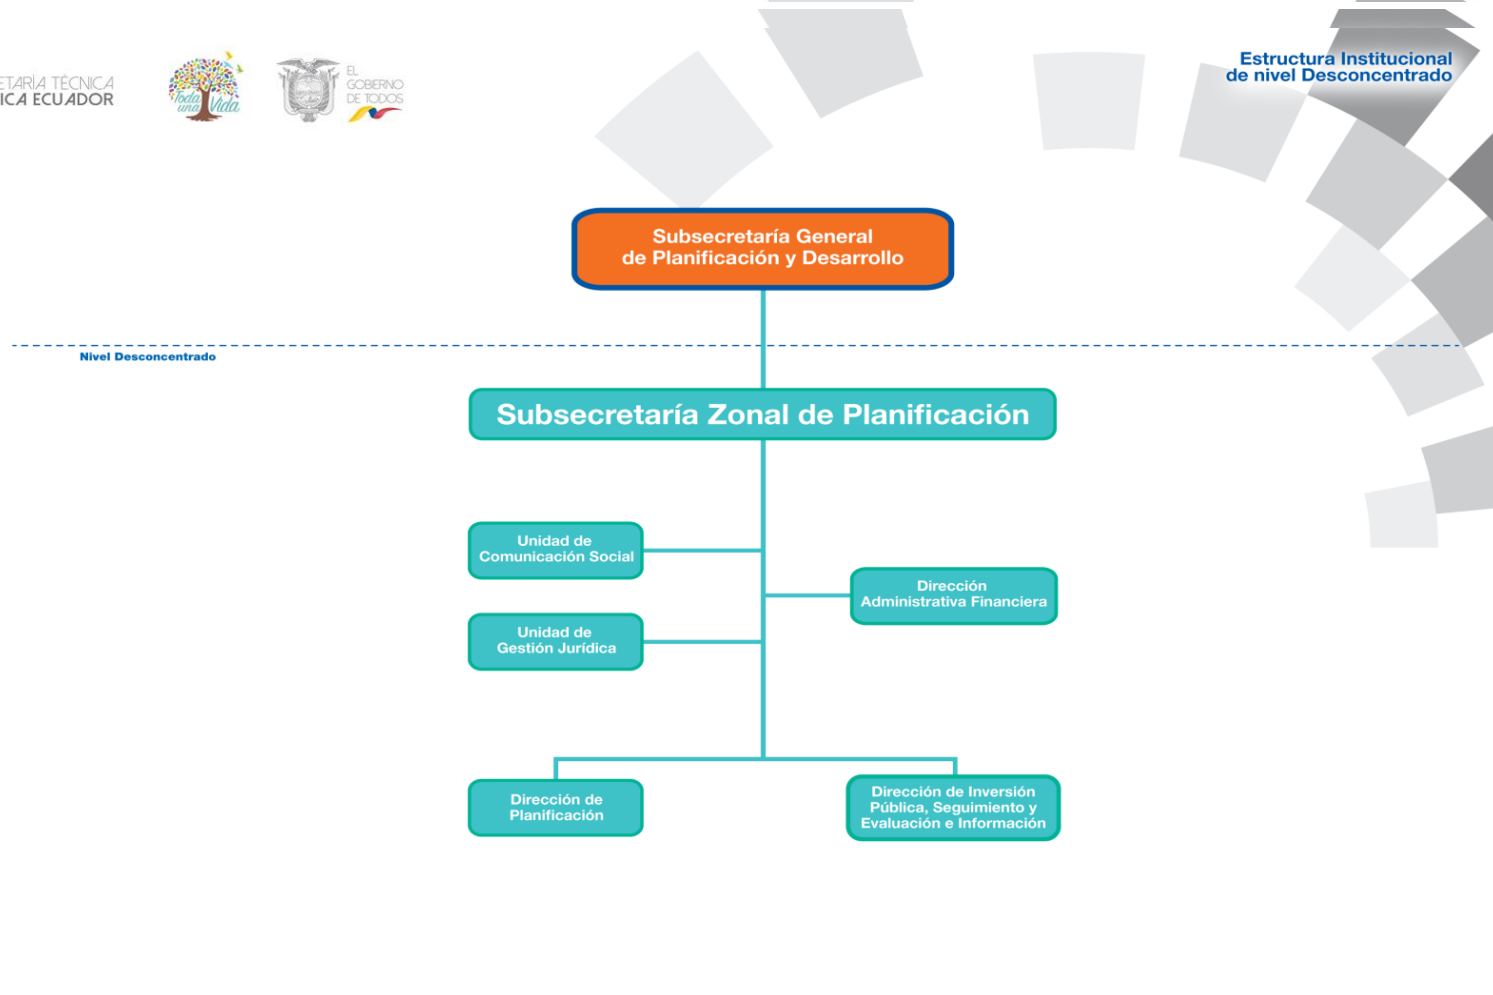 ETARÍA TÉCNICA
ICA ECUADOR
Toda
una Vida
EL
GOBIERNO
DE TODOS
Estructura Institucional
de nivel Desconcentrado
Subsecretaría General
de Planificación y Desarrollo
Nivel Desconcentrado
Subsecretaría Zonal de Planificación
Unidad de
Comunicación Social
Dirección
Administrativa Financiera
Unidad de
Gestión Jurídica
Dirección de
Planificación
Dirección de Inversión
Pública, Seguimiento y
Evaluación e Información